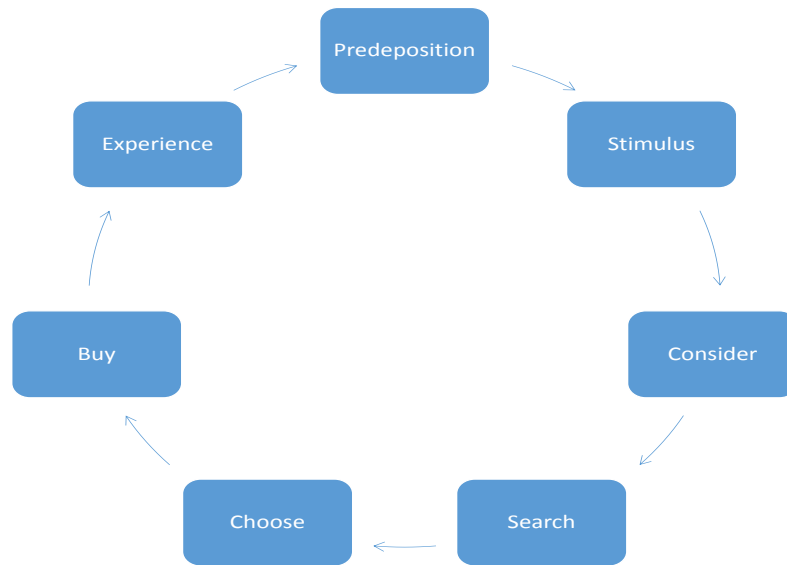 Predeposition
Stimulus
Consider
Search
Choose
Buy
Experience